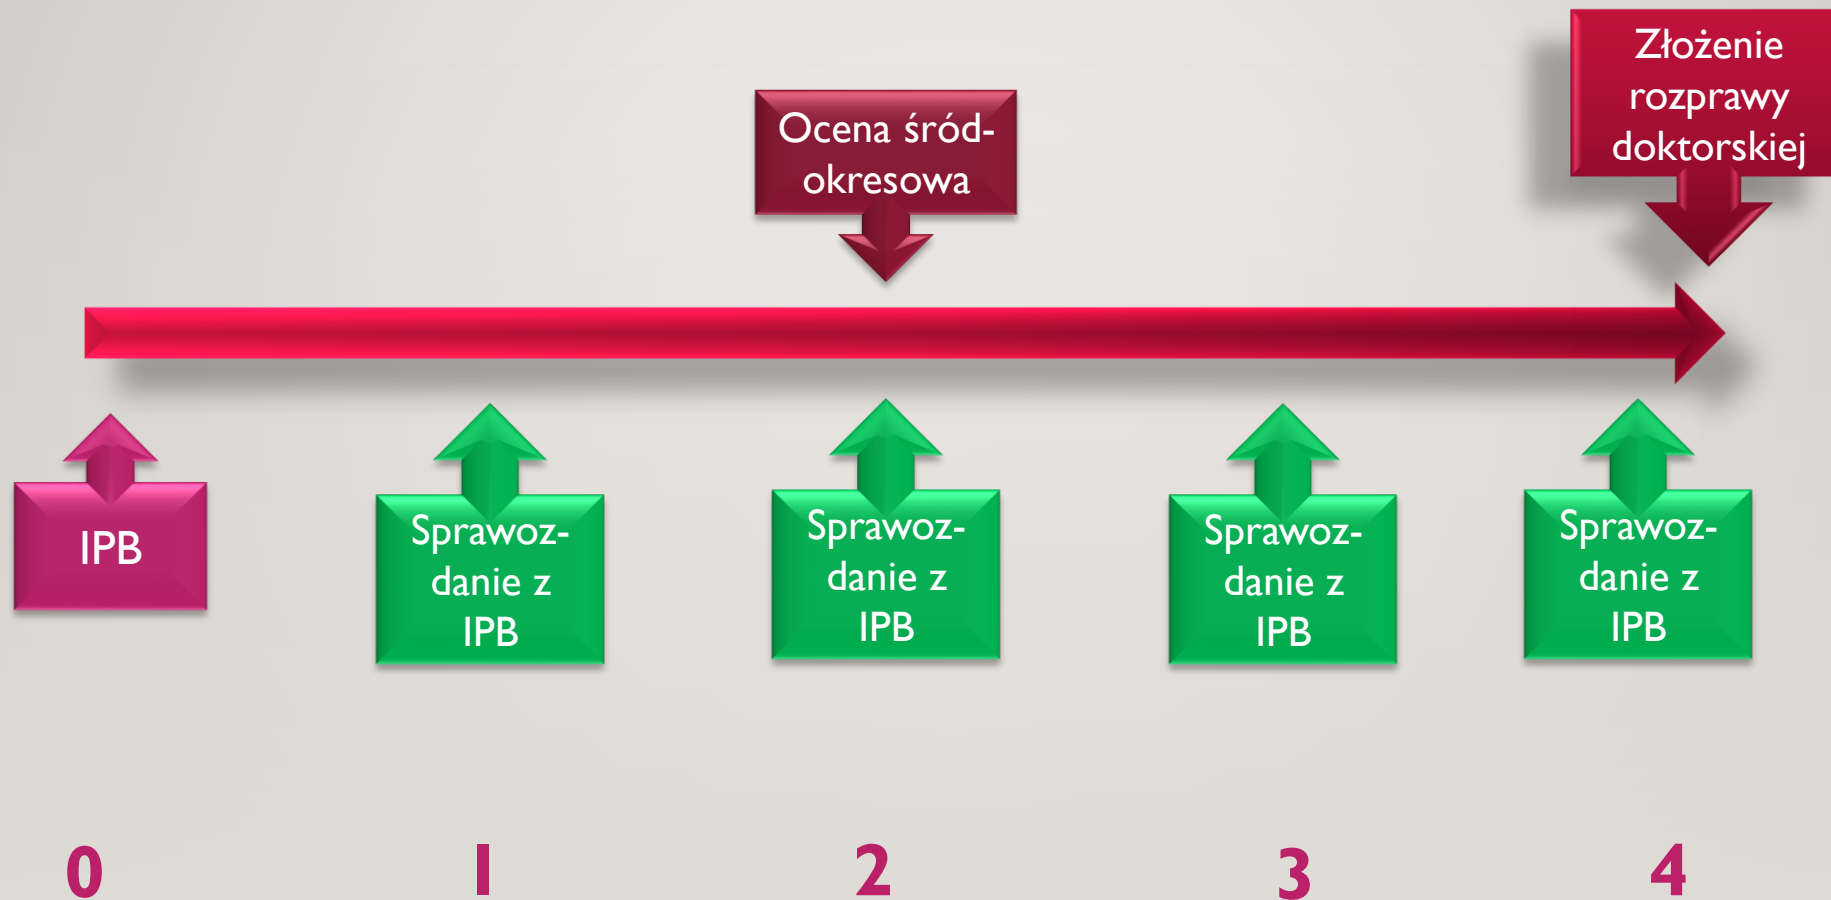 Złożenie
rozprawy
doktorskiej
Ocena śród-
okresowa
IPB
Sprawoz-
danie z
IPB
Sprawoz-
danie z
IPB
Sprawoz-
danie z
IPB
Sprawoz-
danie z
IPB
0
1
2
3
4